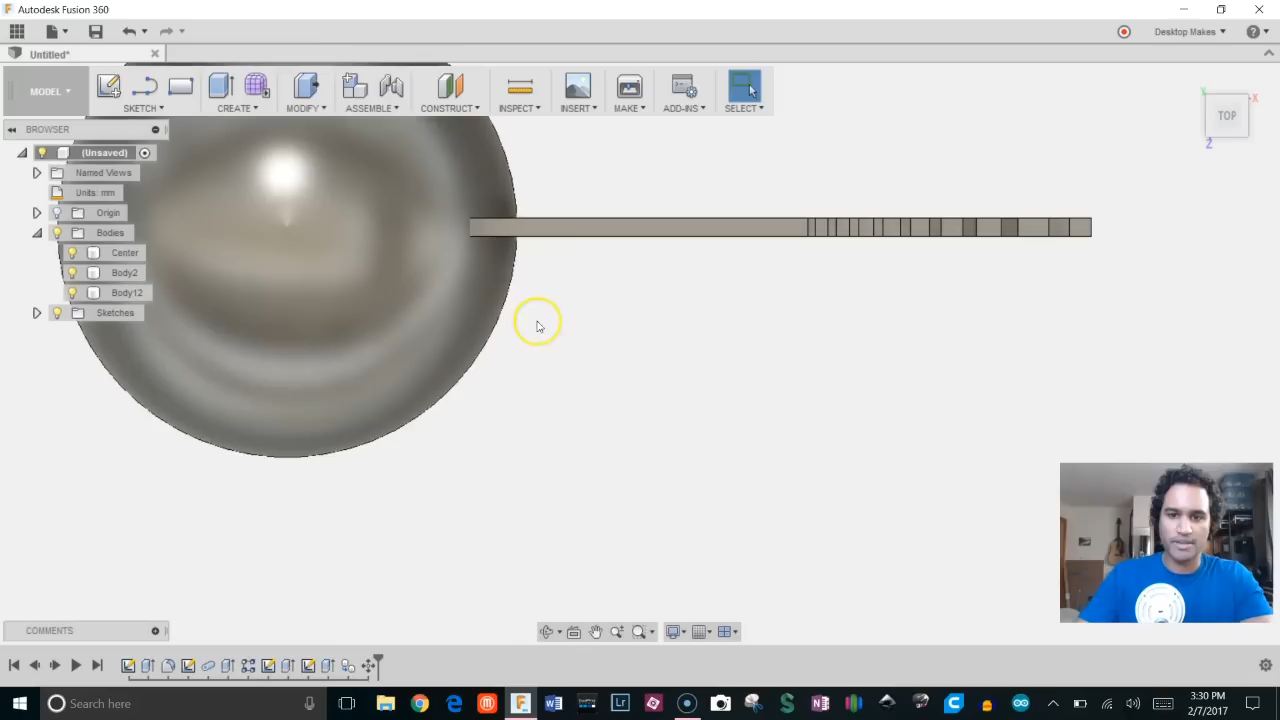 Autodesk Fusion 360
Desktop Makes
Untitled*
MODEL
SKETCH
CREATE
MODIFY
ASSEMBLE
CONSTRUCT
INSPECT
INSERT
MAKE
ADD-INS
SELECT
BROWSER
(Unsaved)
Named Views
Units: mm
Origin
Bodies
Center
Body2
Body12
Sketches
Y
X
TOP
Z
COMMENTS
Search here
3:30 PM
2/7/2017